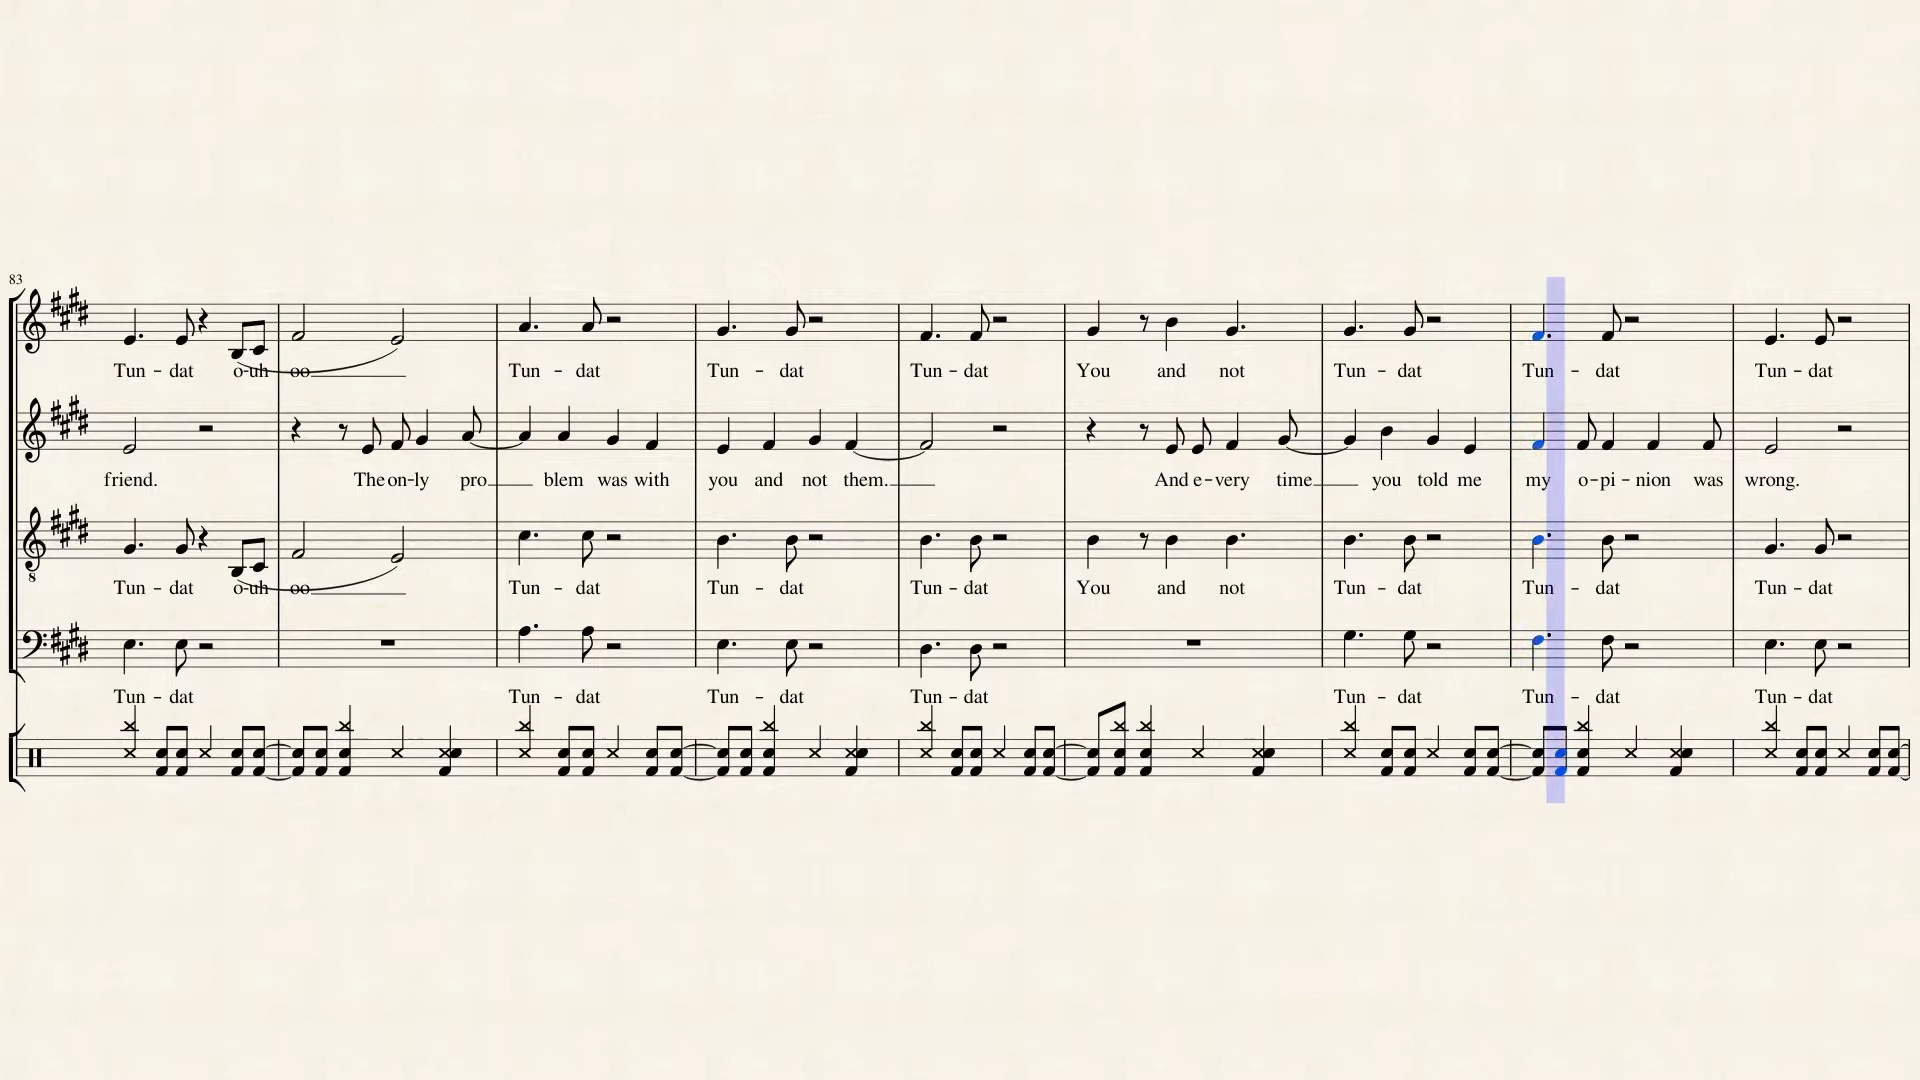 83
Tun - dat o-uh oo Tun - dat Tun - dat Tun - dat You and not Tun - dat Tun - dat Tun - dat
friend. The on-ly pro blem was with you and not them. And e-very time you told me my o-pi-nion was wrong.
8
Tun - dat o-uh oo Tun - dat Tun - dat Tun - dat You and not Tun - dat Tun - dat Tun - dat
Tun - dat Tun - dat Tun - dat Tun - dat Tun - dat Tun - dat Tun - dat